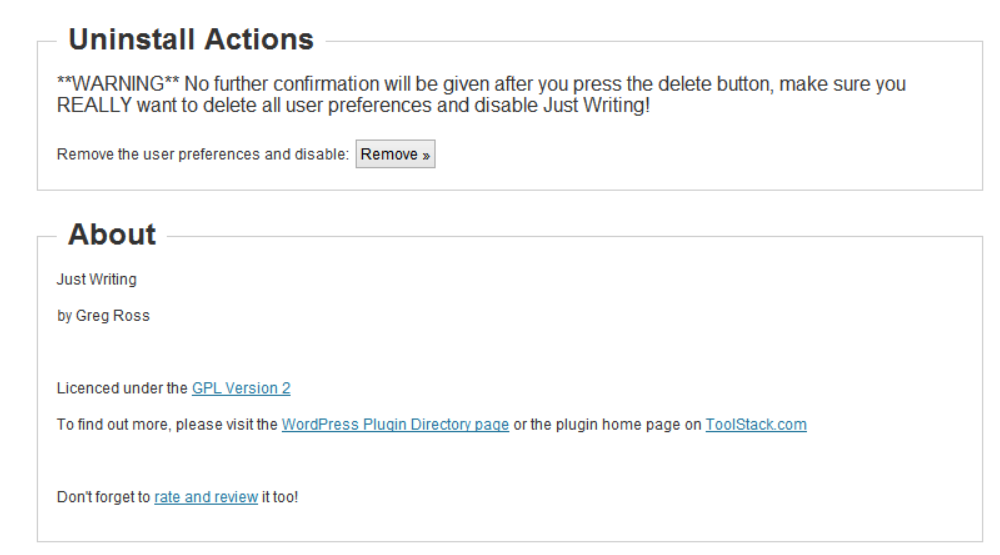 Uninstall Actions
**WARNING** No further confirmation will be given after you press the delete button, make sure you
REALLY want to delete all user preferences and disable Just Writing!
Remove the user preferences and disable: Remove »
About
Just Writing
by Greg Ross
Licenced under the GPL Version 2
To find out more, please visit the WordPress Plugin Directory page or the plugin home page on ToolStack.com
Don't forget to rate and review it too!